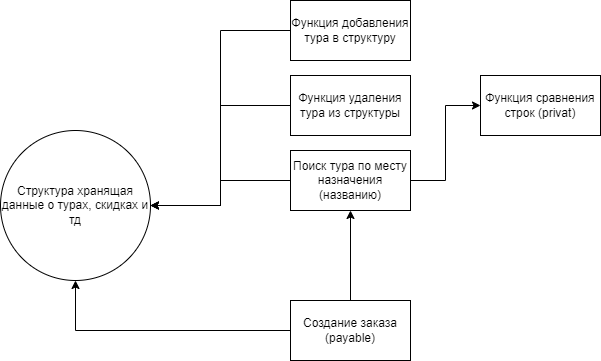 Функция добавления
тура в структуру
Функция удаления
тура из структуры
Функция сравнения
строк (privat)
Поиск тура по месту
назначения
(названию)
Структура хранящая
данные о турах, скидках и
тд
Создание заказа
(payable)